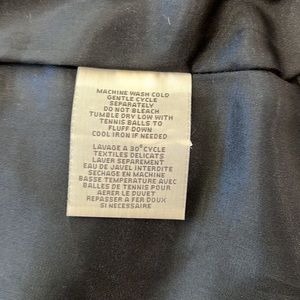 MACHINE WASH COLD
GENTLE CYCLE
SEPARATELY
DO NOT BLEACH
TUMBLE DRY LOW WITH
TENNIS BALLS TO
FLUFF DOWN
COOL IRON IF NEEDED
LAVAGE A 30°CYCLE
TEXTILES DELICATS
LAVER SEPAREMENT
EAU DE JAVEL INTERDITE
SECHAGE EN MACHINE
BASSE TEMPERATURE AVEC
BALLES DE TENNIS POUR
AERER LE DUVET
REPASSER A FER DOUX
SI NECESSAIRE